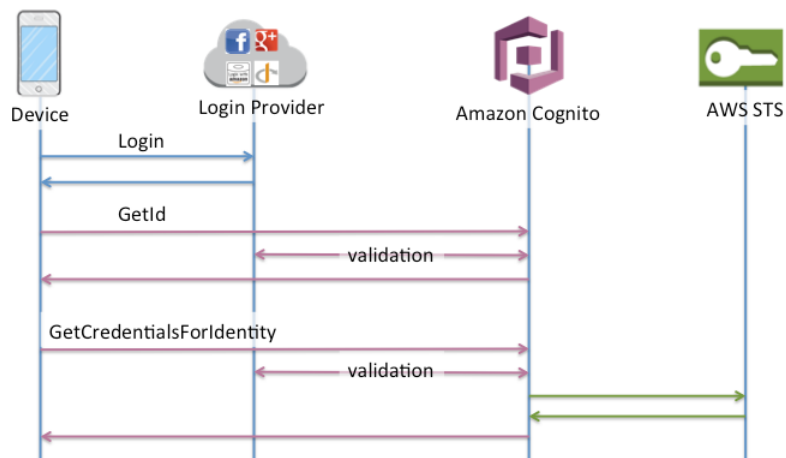 Device
Login Provider
Amazon Cognito
AWS STS
Login
GetId
validation
GetCredentialsForIdentity
validation